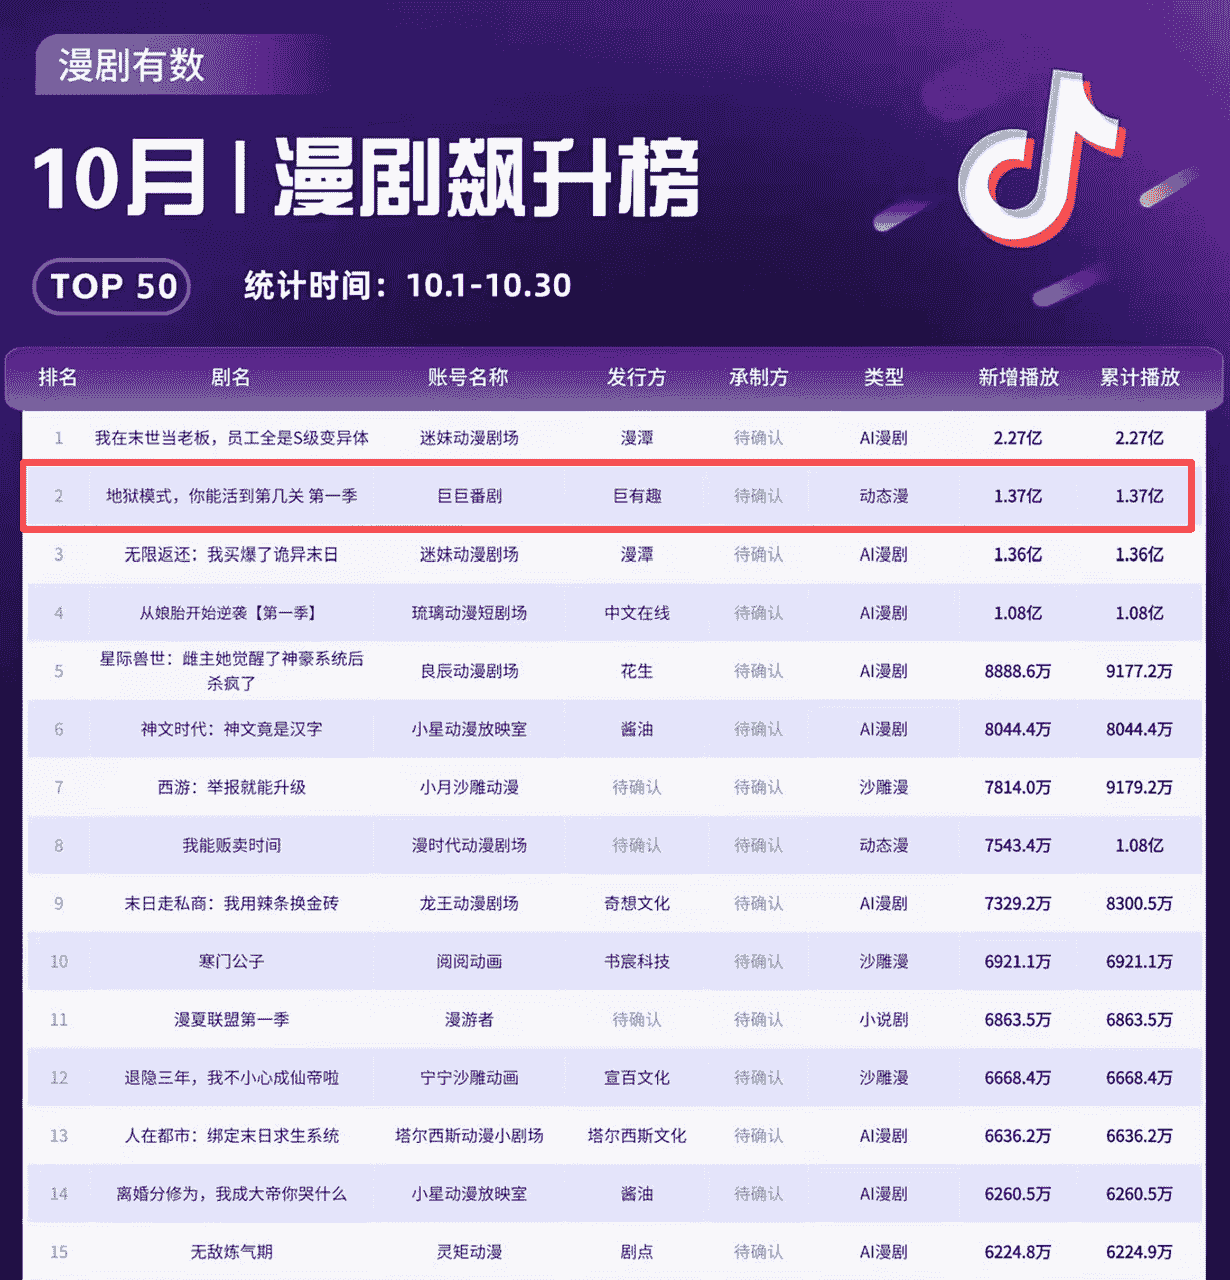 漫剧有数
10月 | 漫剧飙升榜
TOP 50 统计时间：10.1-10.30
排名 剧名 账号名称 发行方 承制方 类型 新增播放 累计播放
1 我在末世当老板，员工全是S级变异体 迷妹动漫剧场 漫潭 待确认 AI漫剧 2.27亿 2.27亿
2 地狱模式，你能活到第几关 第一季 巨巨番剧 巨有趣 待确认 动态漫 1.37亿 1.37亿
3 无限返还：我买爆了诡异末日 迷妹动漫剧场 漫潭 待确认 AI漫剧 1.36亿 1.36亿
4 从娘胎开始逆袭【第一季】 琉璃动漫短剧场 中文在线 待确认 AI漫剧 1.08亿 1.08亿
5 星际兽世：雌主她觉醒了神豪系统后
杀疯了 良辰动漫剧场 花生 待确认 AI漫剧 8888.6万 9177.2万
6 神文时代：神文竟是汉字 小星动漫放映室 酱油 待确认 AI漫剧 8044.4万 8044.4万
7 西游：举报就能升级 小月沙雕动漫 待确认 待确认 沙雕漫 7814.0万 9179.2万
8 我能贩卖时间 漫时代动漫剧场 待确认 待确认 动态漫 7543.4万 1.08亿
9 末日走私商：我用辣条换金砖 龙王动漫剧场 奇想文化 待确认 AI漫剧 7329.2万 8300.5万
10 寒门公子 阅阅动画 书宸科技 待确认 沙雕漫 6921.1万 6921.1万
11 漫夏联盟第一季 漫游者 待确认 待确认 小说剧 6863.5万 6863.5万
12 退隐三年，我不小心成仙帝啦 宁宁沙雕动画 宣百文化 待确认 沙雕漫 6668.4万 6668.4万
13 人在都市：绑定末日求生系统 塔尔西斯动漫小剧场 塔尔西斯文化 待确认 AI漫剧 6636.2万 6636.2万
14 离婚分修为，我成大帝你哭什么 小星动漫放映室 酱油 待确认 AI漫剧 6260.5万 6260.5万
15 无敌炼气期 灵矩动漫 剧点 待确认 AI漫剧 6224.8万 6224.9万